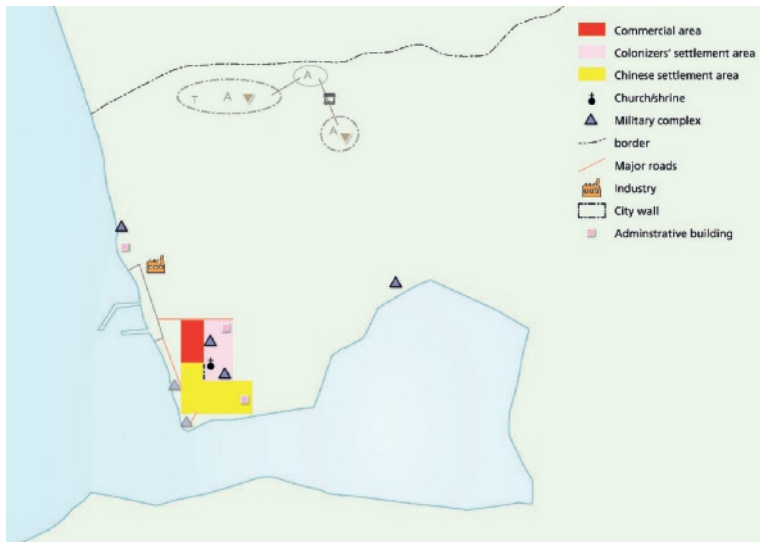 Commercial area
Colonizers' settlement area
Chinese settlement area
Church/shrine
Military complex
border
Major roads
Industry
City wall
Adminstrative building
A
T A
A